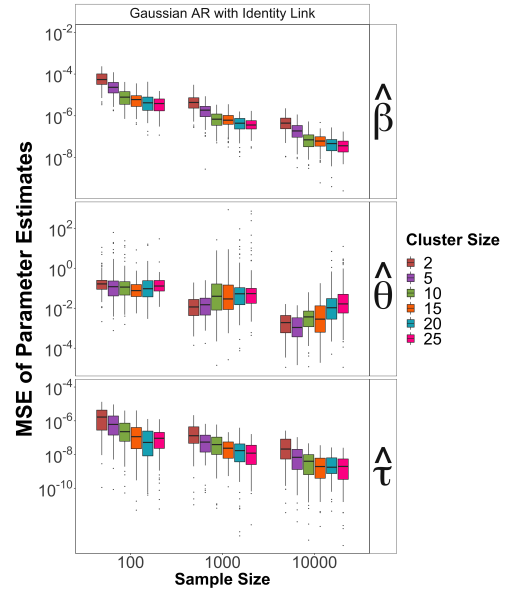 Gaussian AR with Identity Link
MSE of Parameter Estimates
10^-2
10^-4
10^-6
10^-8
β̂
10^2
10^0
10^-2
10^-4
θ̂
10^-4
10^-6
10^-8
10^-10
τ̂
100 1000 10000
Sample Size
Cluster Size
2
5
10
15
20
25